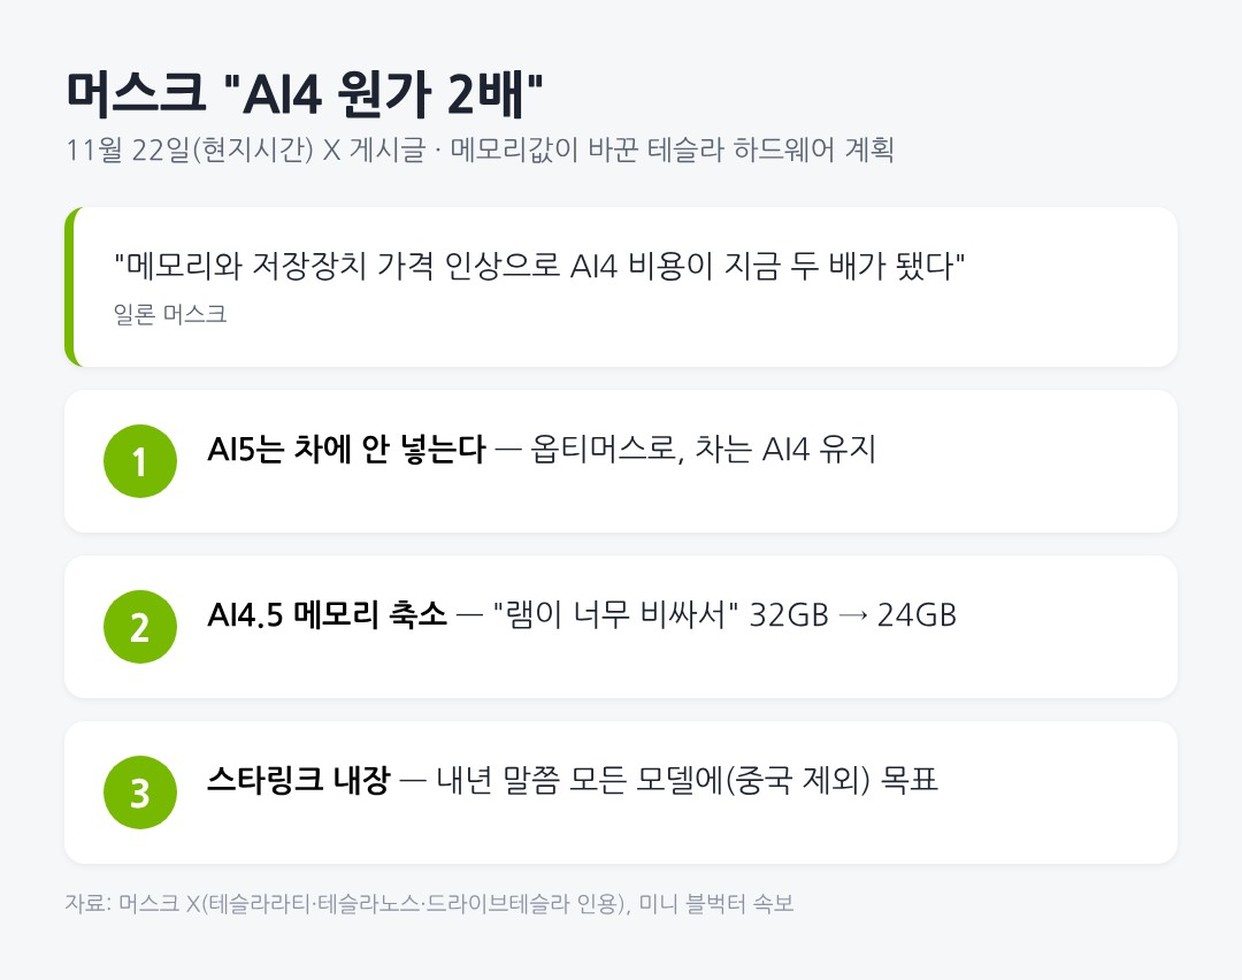 머스크 "AI4 원가 2배"
11월 22일(현지시간) X 게시글 · 메모리값이 바꾼 테슬라 하드웨어 계획
"메모리와 저장장치 가격 인상으로 AI4 비용이 지금 두 배가 됐다"
일론 머스크
1 AI5는 차에 안 넣는다 — 옵티머스로, 차는 AI4 유지
2 AI4.5 메모리 축소 — "램이 너무 비싸서" 32GB → 24GB
3 스타링크 내장 — 내년 말쯤 모든 모델에(중국 제외) 목표
자료: 머스크 X(테슬라라티·테슬라노스·드라이브테슬라 인용), 미니 블벅터 속보